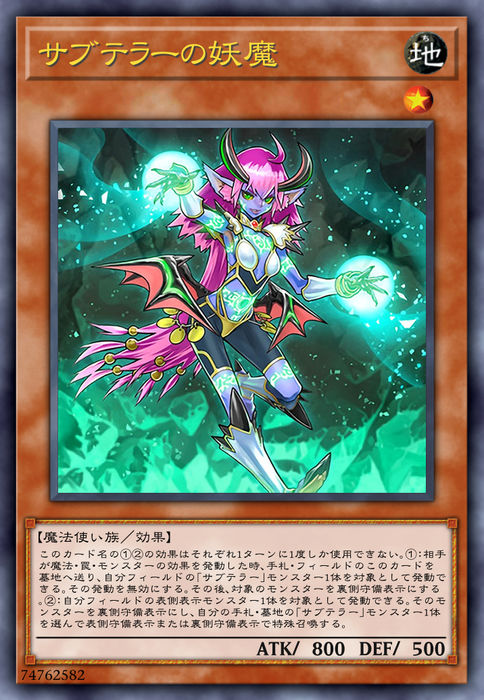 サブテラーの妖魔
ち
地
【魔法使い族／効果】
このカード名の①②の効果はそれぞれ1ターンに1度しか使用できない。①：相手
が魔法・罠・モンスターの効果を発動した時、手札・フィールドのこのカードを
墓地へ送り、自分フィールドの「サブテラー」モンスター1体を対象として発動で
きる。その発動を無効にする。その後、対象のモンスターを裏側守備表示にす
る。②：自分フィールドの表側表示モンスター1体を対象として発動できる。そのモ
ンスターを裏側守備表示にし、自分の手札・墓地の「サブテラー」モンスター1体
を選んで表側守備表示または裏側守備表示で特殊召喚する。
ATK/ 800 DEF/ 500
74762582